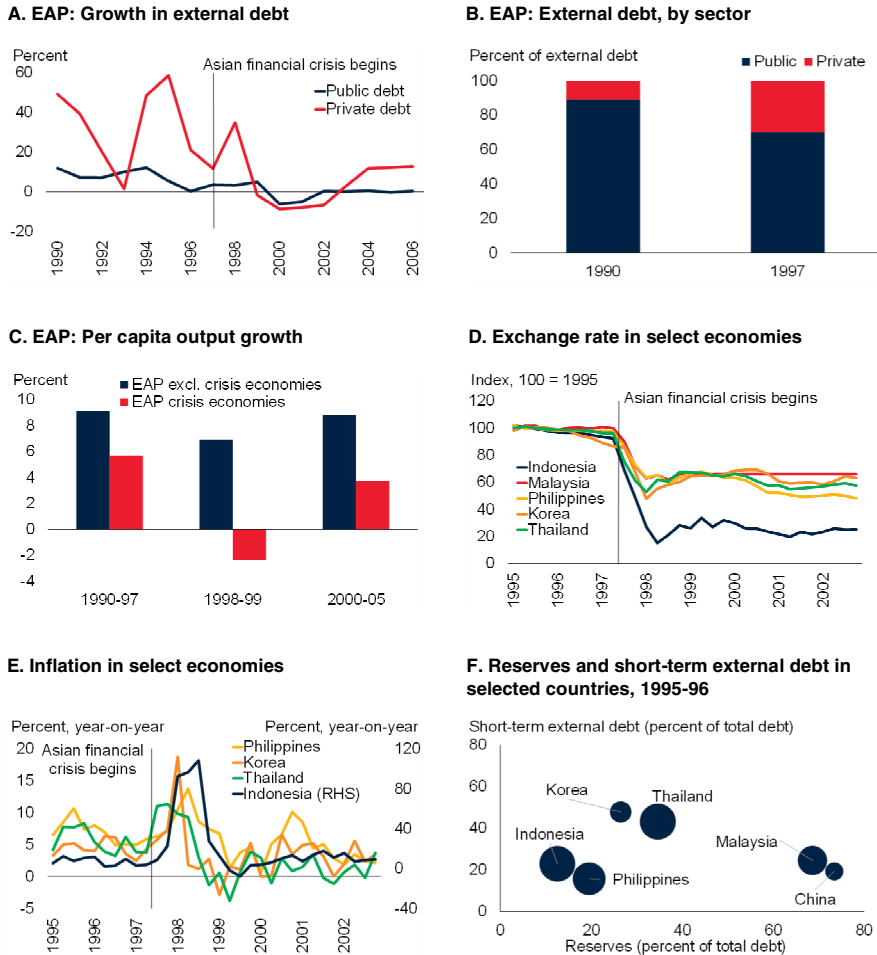 A. EAP: Growth in external debt
Percent
Asian financial crisis begins
Public debt
Private debt
60
40
20
0
-20
1990
1992
1994
1996
1998
2000
2002
2004
2006
B. EAP: External debt, by sector
Percent of external debt
Public
Private
100
80
60
40
20
0
1990
1997
C. EAP: Per capita output growth
Percent
EAP excl. crisis economies
EAP crisis economies
10
8
6
4
2
0
-2
-4
1990-97
1998-99
2000-05
D. Exchange rate in select economies
Index, 100 = 1995
Asian financial crisis begins
120
100
80
60
40
20
0
Indonesia
Malaysia
Philippines
Korea
Thailand
1995
1996
1997
1998
1999
2000
2001
2002
E. Inflation in select economies
Percent, year-on-year
Percent, year-on-year
Asian financial
crisis begins
Philippines
Korea
Thailand
Indonesia (RHS)
20
15
10
5
0
-5
120
80
40
0
-40
1995
1996
1997
1998
1999
2000
2001
2002
F. Reserves and short-term external debt in
selected countries, 1995-96
Short-term external debt (percent of total debt)
80
60
40
20
0
Korea
Thailand
Indonesia
Malaysia
Philippines
China
0
20
40
60
80
Reserves (percent of total debt)